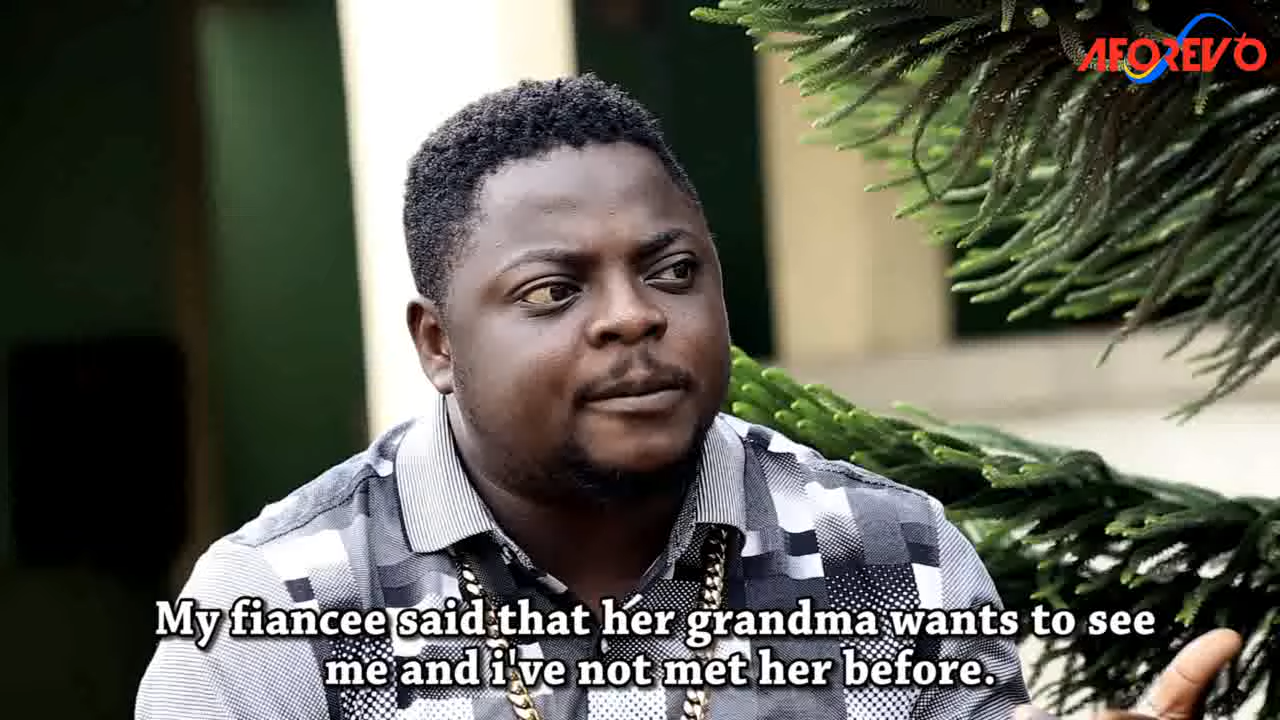 AFOREVO
My fiancee said that her grandma wants to see
me and i've not met her before.